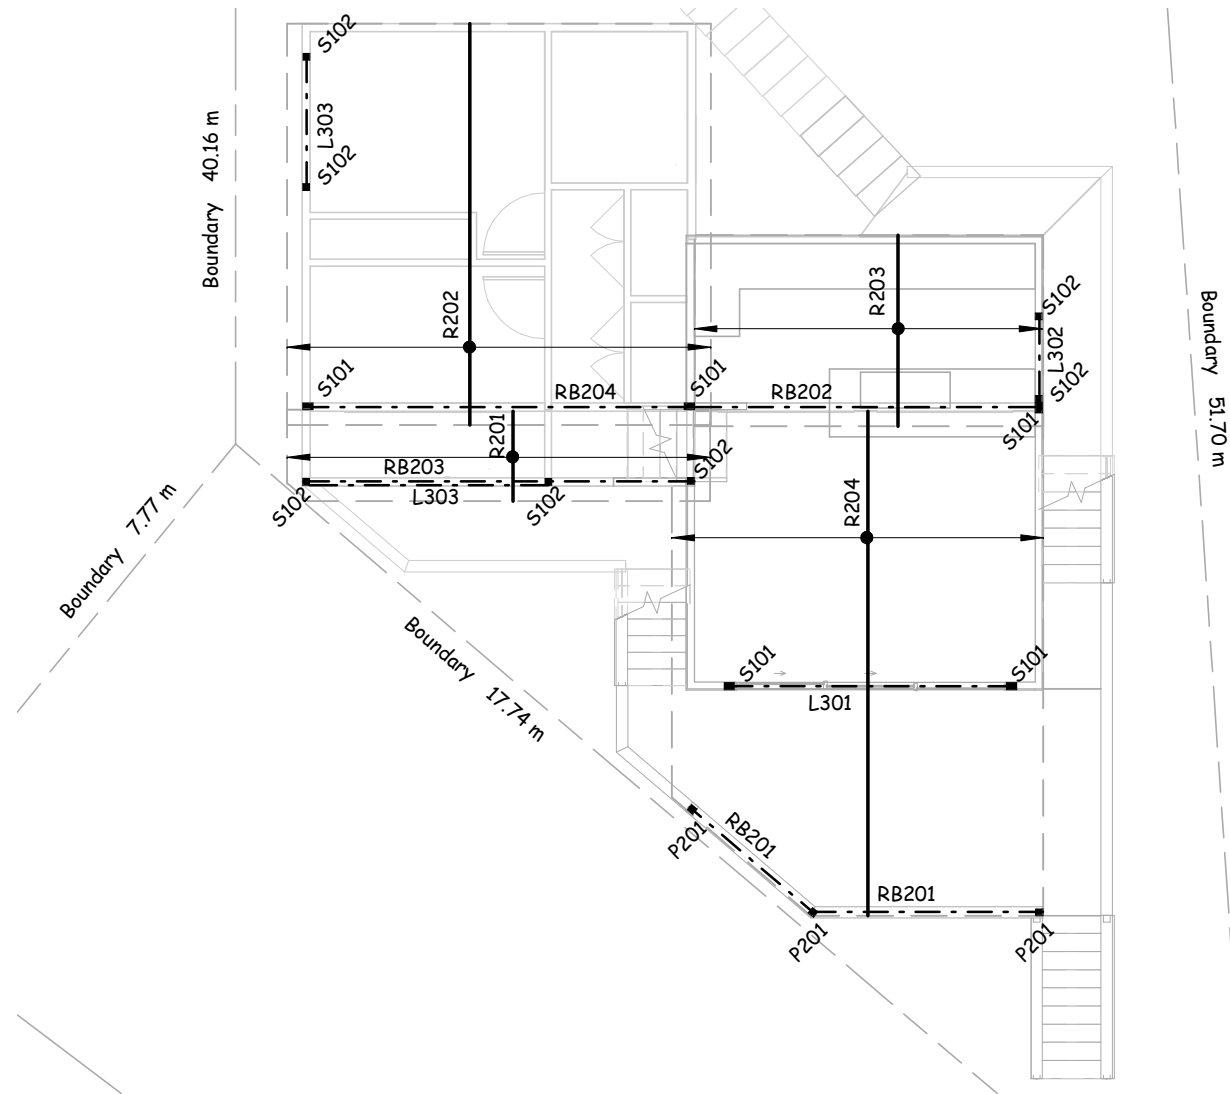 S102
L303
S102
Boundary 40.16 m
R202
R203
S102
L302
S102
S101
S101
RB204
S101
RB202
R201
S101
RB203
L303
S102
S102
S102
R204
Boundary 51.70 m
Boundary 7.77 m
Boundary 17.74 m
S101
S101
L301
RB201
P201
RB201
P201
P201